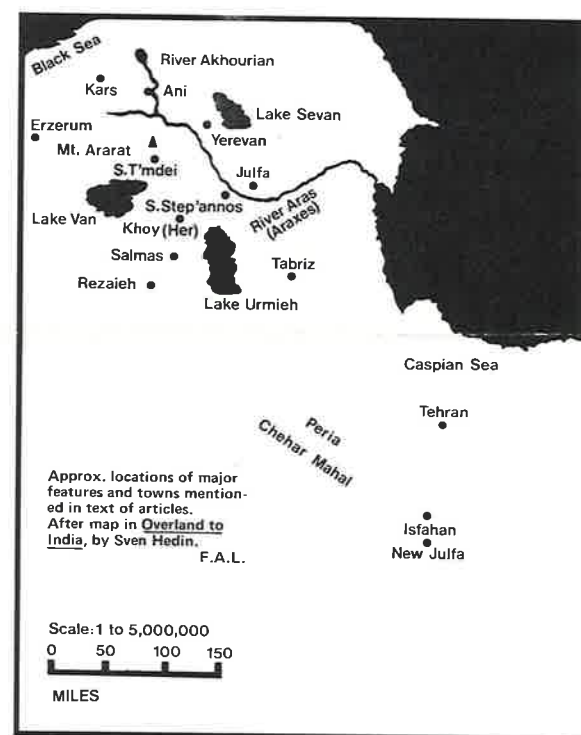 Black Sea
River Akhourian
Kars
Ani
Lake Sevan
Erzerum
Yerevan
Mt. Ararat
S.T'mdei
Julfa
Lake Van
S.Step'annos
River Aras
(Araxes)
Khoy (Her)
Salmas
Tabriz
Rezaieh
Lake Urmieh
Caspian Sea
Tehran
Peria
Chehar Mahal
Isfahan
New Julfa
Approx. locations of major
features and towns mention-
ed in text of articles.
After map in Overland to
India, by Sven Hedin.
F.A.L.
Scale:1 to 5,000,000
0 50 100 150
MILES